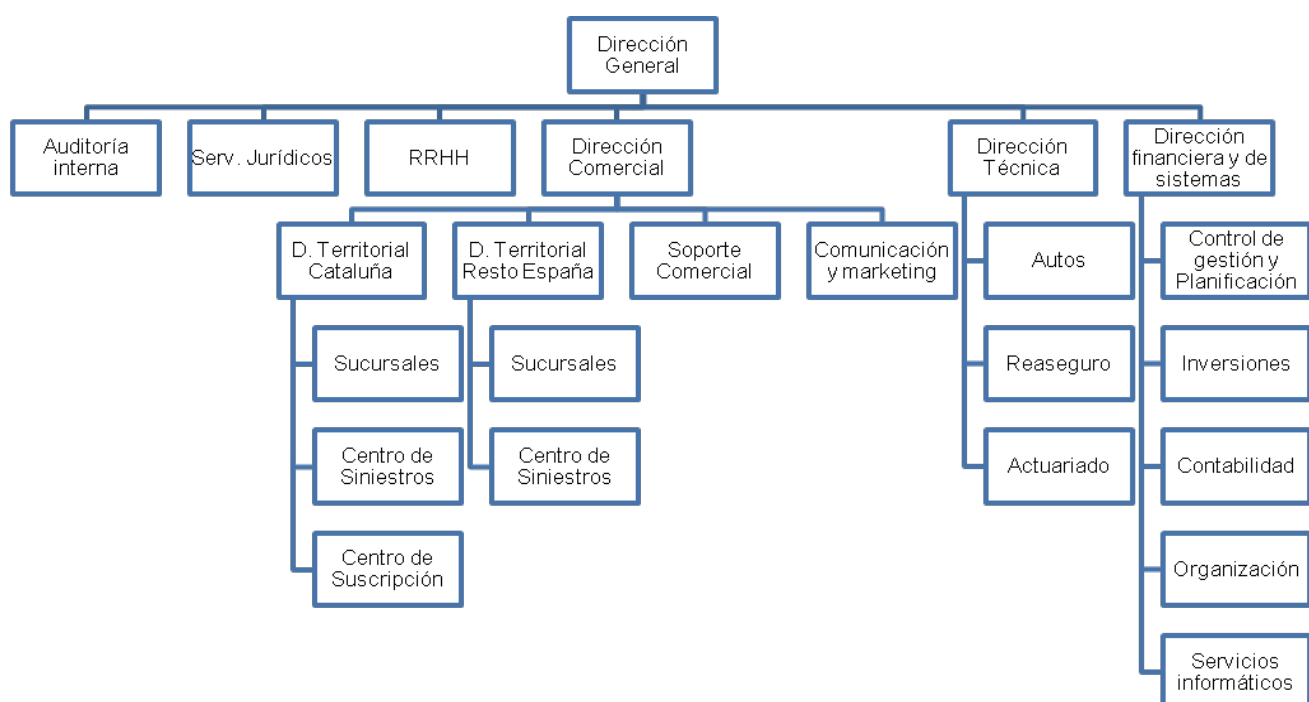 Dirección
General
Auditoría
interna
Serv. Jurídicos
RRHH
Dirección
Comercial
Dirección
Técnica
Dirección
financiera y de
sistemas
D. Territorial
Cataluña
D. Territorial
Resto España
Soporte
Comercial
Comunicación
y marketing
Autos
Control de
gestión y
Planificación
Sucursales
Sucursales
Reaseguro
Inversiones
Centro de
Siniestros
Centro de
Siniestros
Actuariado
Contabilidad
Centro de
Suscripción
Organización
Servicios
informáticos